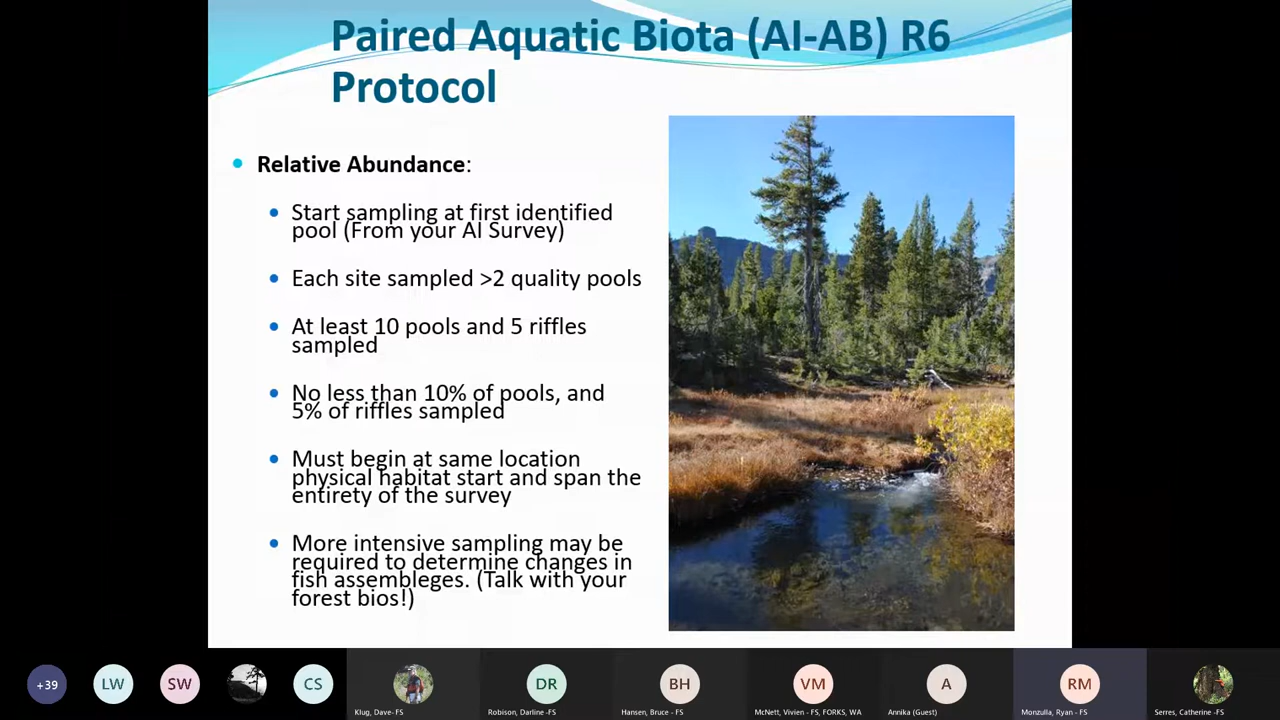 Paired Aquatic Biota (AI-AB) R6
Protocol
Relative Abundance:
Start sampling at first identified
pool (From your AI Survey)
Each site sampled >2 quality pools
At least 10 pools and 5 riffles
sampled
No less than 10% of pools, and
5% of riffles sampled
Must begin at same location
physical habitat start and span the
entirety of the survey
More intensive sampling may be
required to determine changes in
fish assembleges. (Talk with your
forest bios!)
+39
LW
SW
CS
DR
BH
VM
A
RM
Klug, Dave- FS
Robison, Darline -FS
Hansen, Bruce - FS
McNett, Vivien - FS, FORKS, WA
Annika (Guest)
Monzulla, Ryan - FS
Serres, Catherine -FS